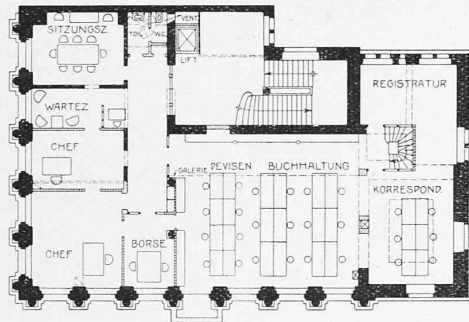 SITZUNGSZ.
TOIL.
W.C.
VENT.
LIFT
WARTEZ
REGISTRATUR
CHEF
GALERIE
DEVISEN
BUCHHALTUNG
KORRESPOND.
CHEF
BÖRSE